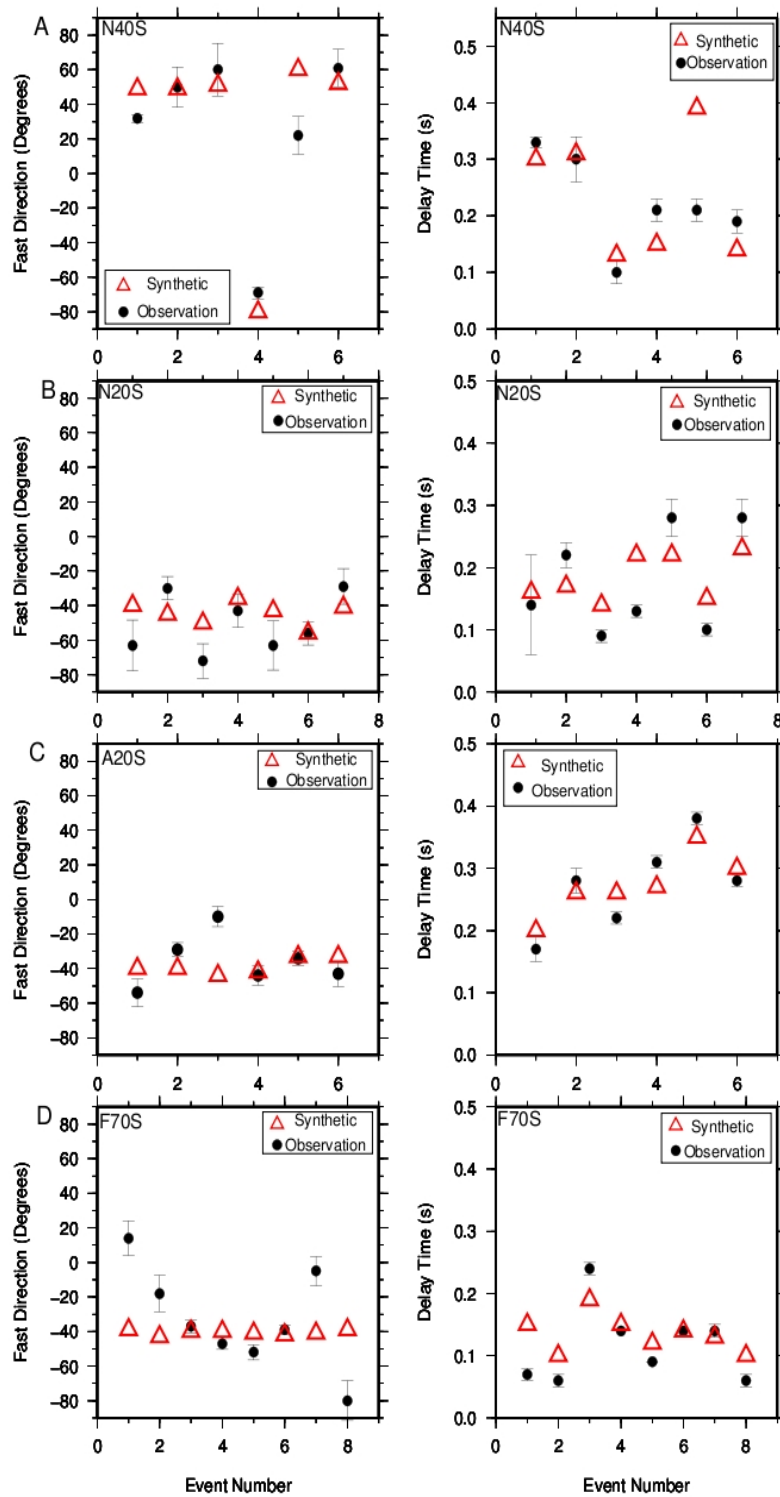 A
N40S
80
60
40
20
0
−20
−40
−60
−80
Fast Direction (Degrees)
Synthetic
Observation
0 2 4 6
N40S
Synthetic
Observation
0.5
0.4
0.3
0.2
0.1
0.0
Delay Time (s)
0 2 4 6
B
N20S
Synthetic
Observation
80
60
40
20
0
−20
−40
−60
−80
Fast Direction (Degrees)
0 2 4 6 8
N20S
Synthetic
Observation
0.5
0.4
0.3
0.2
0.1
0.0
Delay Time (s)
0 2 4 6 8
C
A20S
Synthetic
Observation
80
60
40
20
0
−20
−40
−60
−80
Fast Direction (Degrees)
0 2 4 6
Synthetic
Observation
0.5
0.4
0.3
0.2
0.1
0.0
Delay Time (s)
0 2 4 6
D
F70S
Synthetic
Observation
80
60
40
20
0
−20
−40
−60
−80
Fast Direction (Degrees)
0 2 4 6 8
Event Number
F70S
Synthetic
Observation
0.5
0.4
0.3
0.2
0.1
0.0
Delay Time (s)
0 2 4 6 8
Event Number